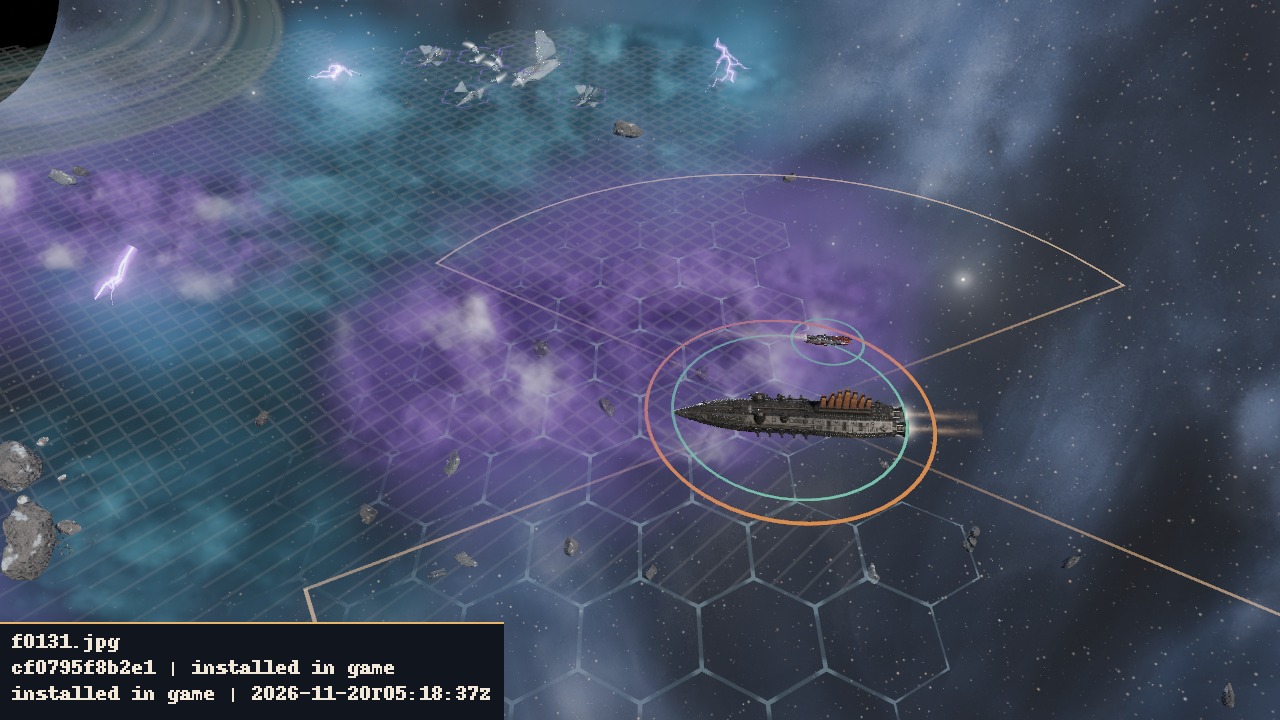 f0131.jpg
cf0795f8b2e1 | installed in game
installed in game | 2026-11-20T05:18:37Z